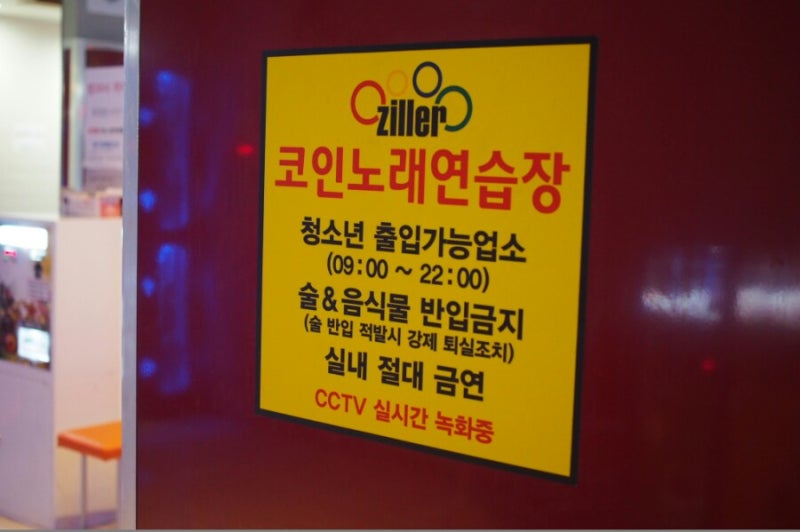 ziller
코인노래연습장
청소년 출입가능업소
(09:00 ~ 22:00)
술&음식물 반입금지
(술 반입 적발시 강제 퇴실조치)
실내 절대 금연
CCTV 실시간 녹화중